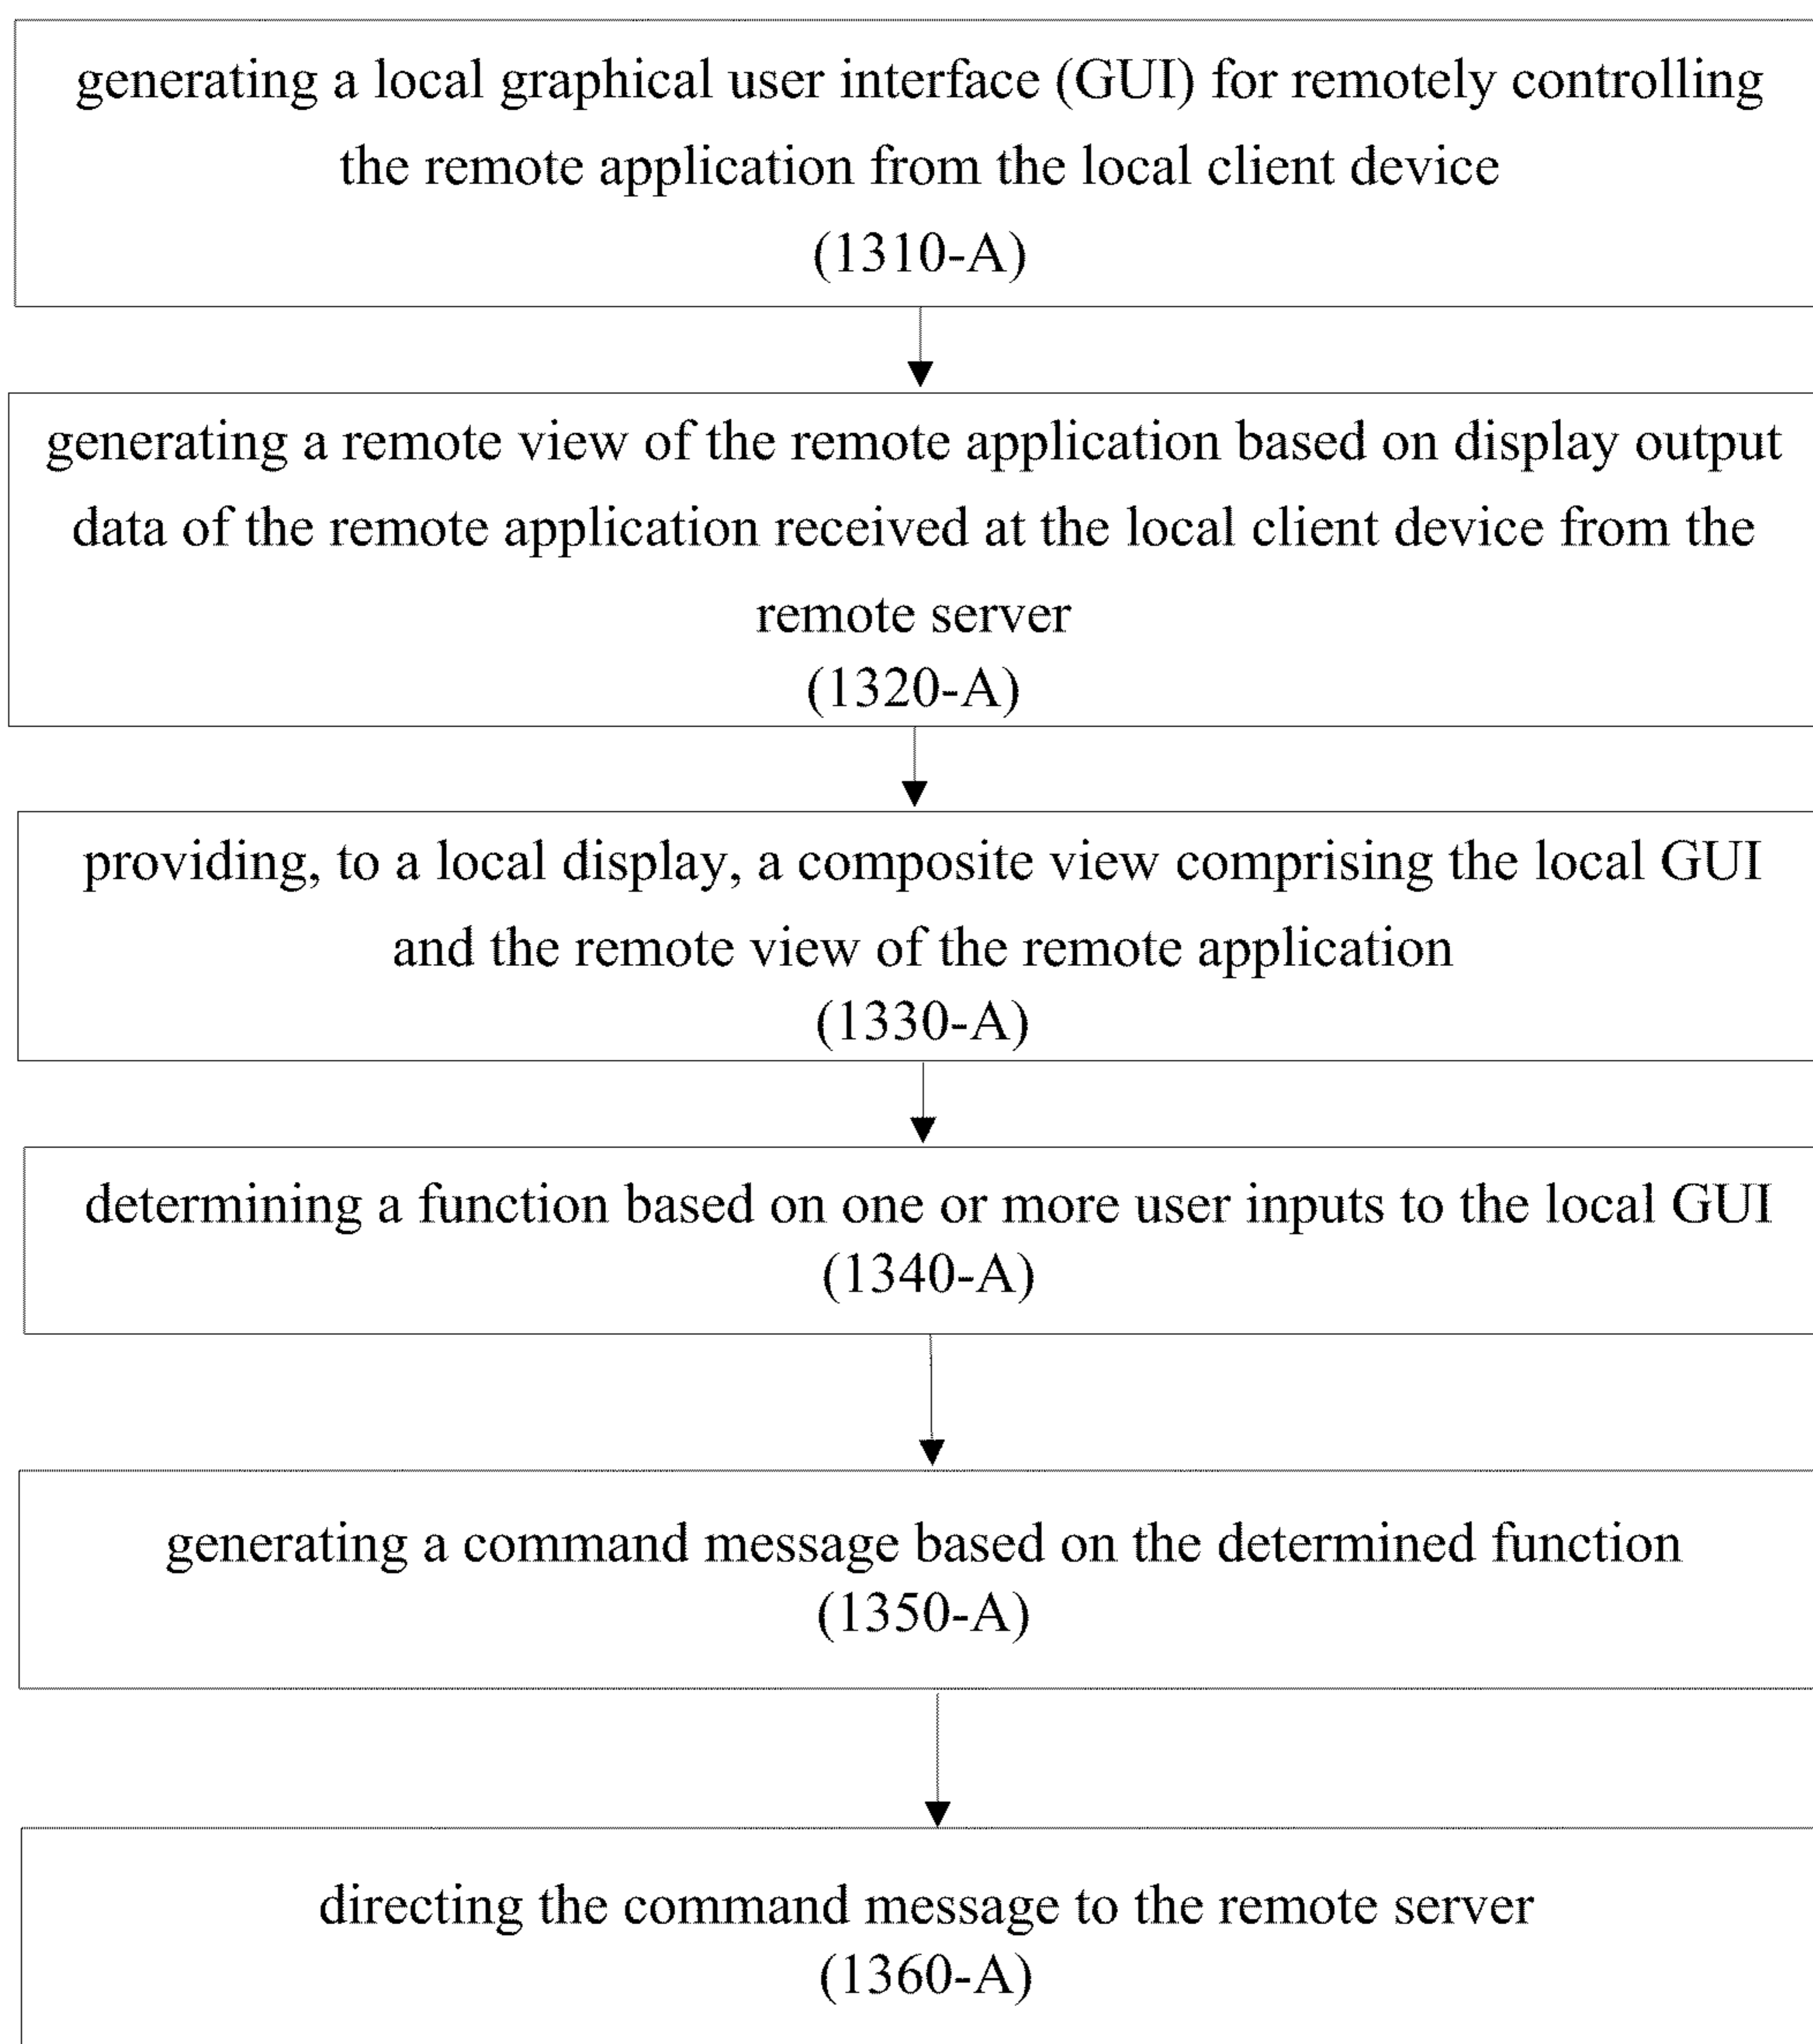 generating a local graphical user interface (GUI) for remotely controlling
the remote application from the local client device
(1310-A)
generating a remote view of the remote application based on display output
data of the remote application received at the local client device from the
remote server
(1320-A)
providing, to a local display, a composite view comprising the local GUI
and the remote view of the remote application
(1330-A)
determining a function based on one or more user inputs to the local GUI
(1340-A)
generating a command message based on the determined function
(1350-A)
directing the command message to the remote server
(1360-A)